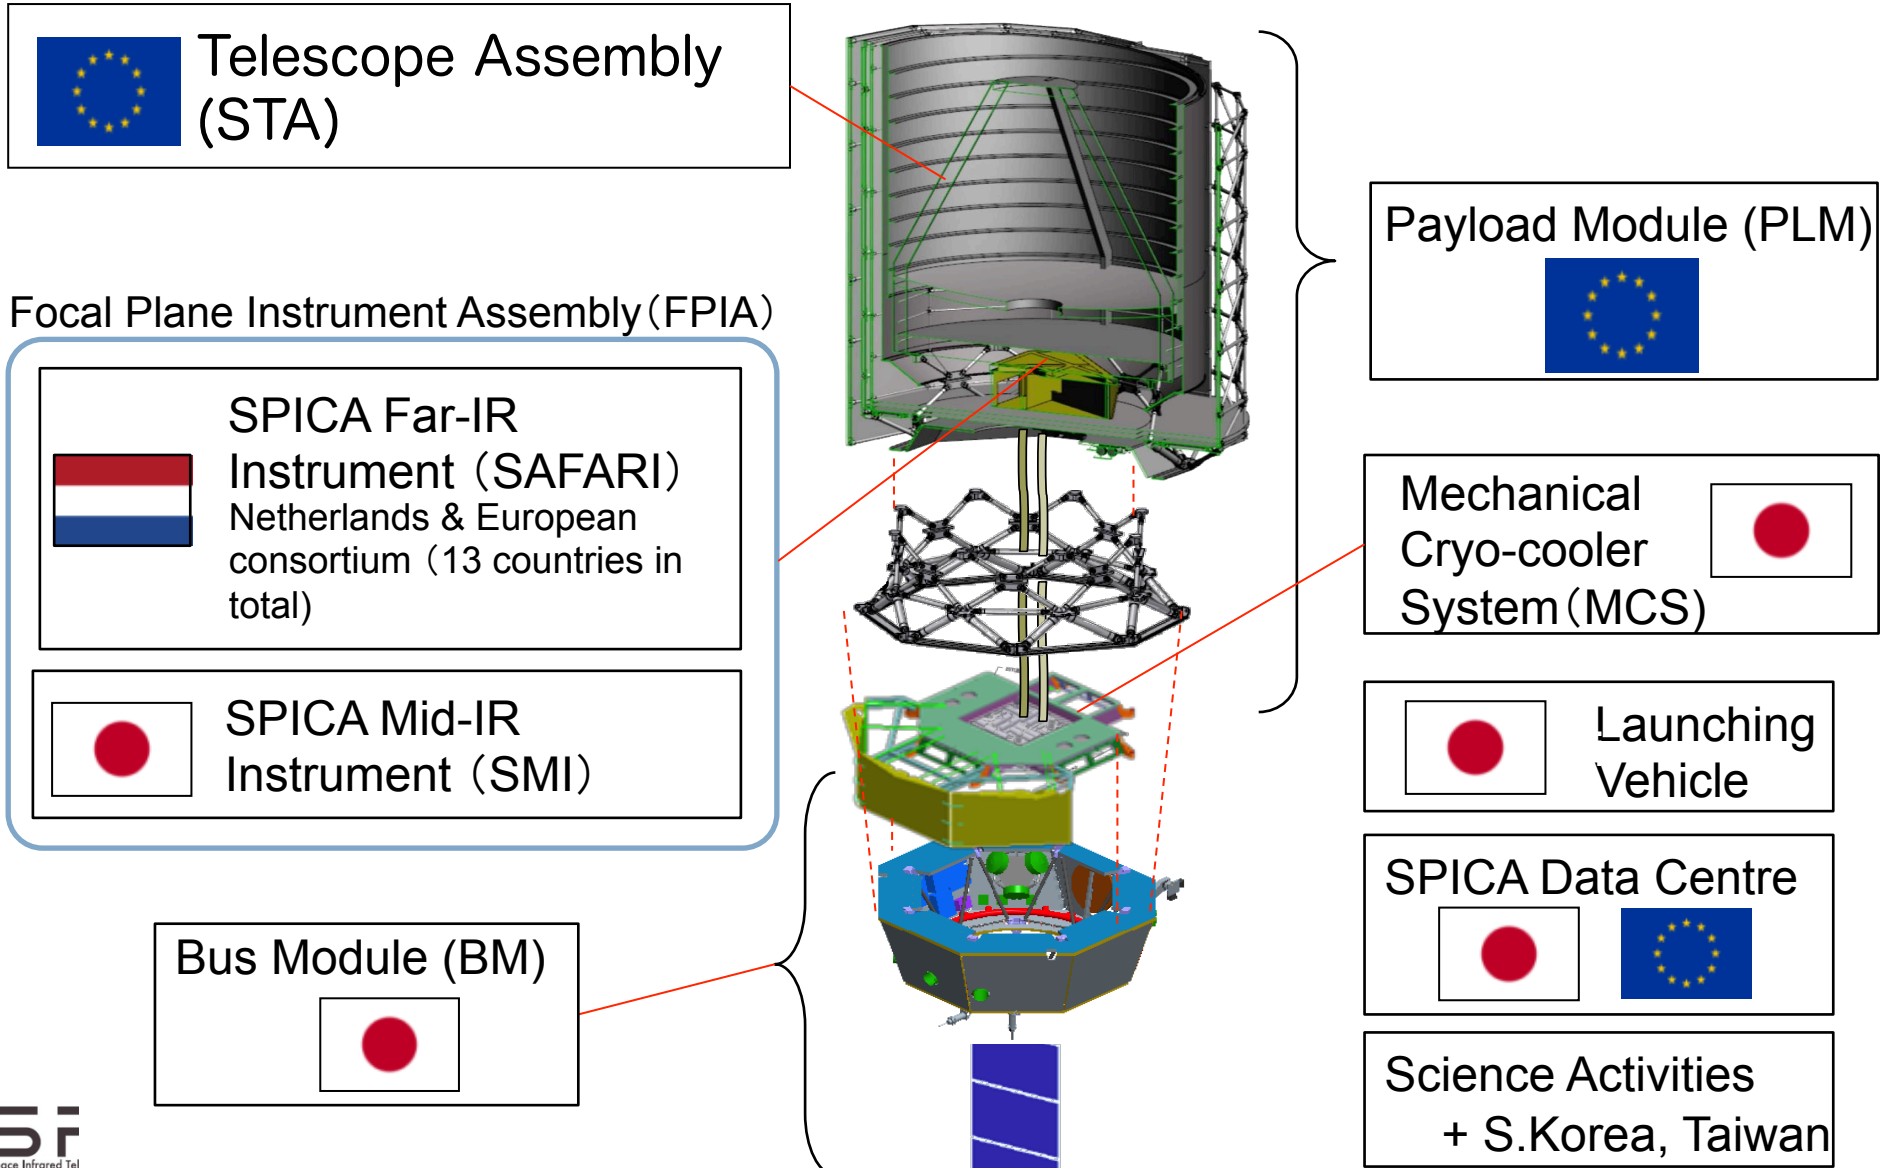 Telescope Assembly
(STA)
Focal Plane Instrument Assembly（FPIA）
SPICA Far-IR
Instrument（SAFARI）
Netherlands & European
consortium（13 countries in
total)
SPICA Mid-IR
Instrument（SMI）
Bus Module (BM)
Payload Module (PLM)
Mechanical
Cryo-cooler
System（MCS）
Launching
Vehicle
SPICA Data Centre
Science Activities
+ S.Korea, Taiwan
Infrared